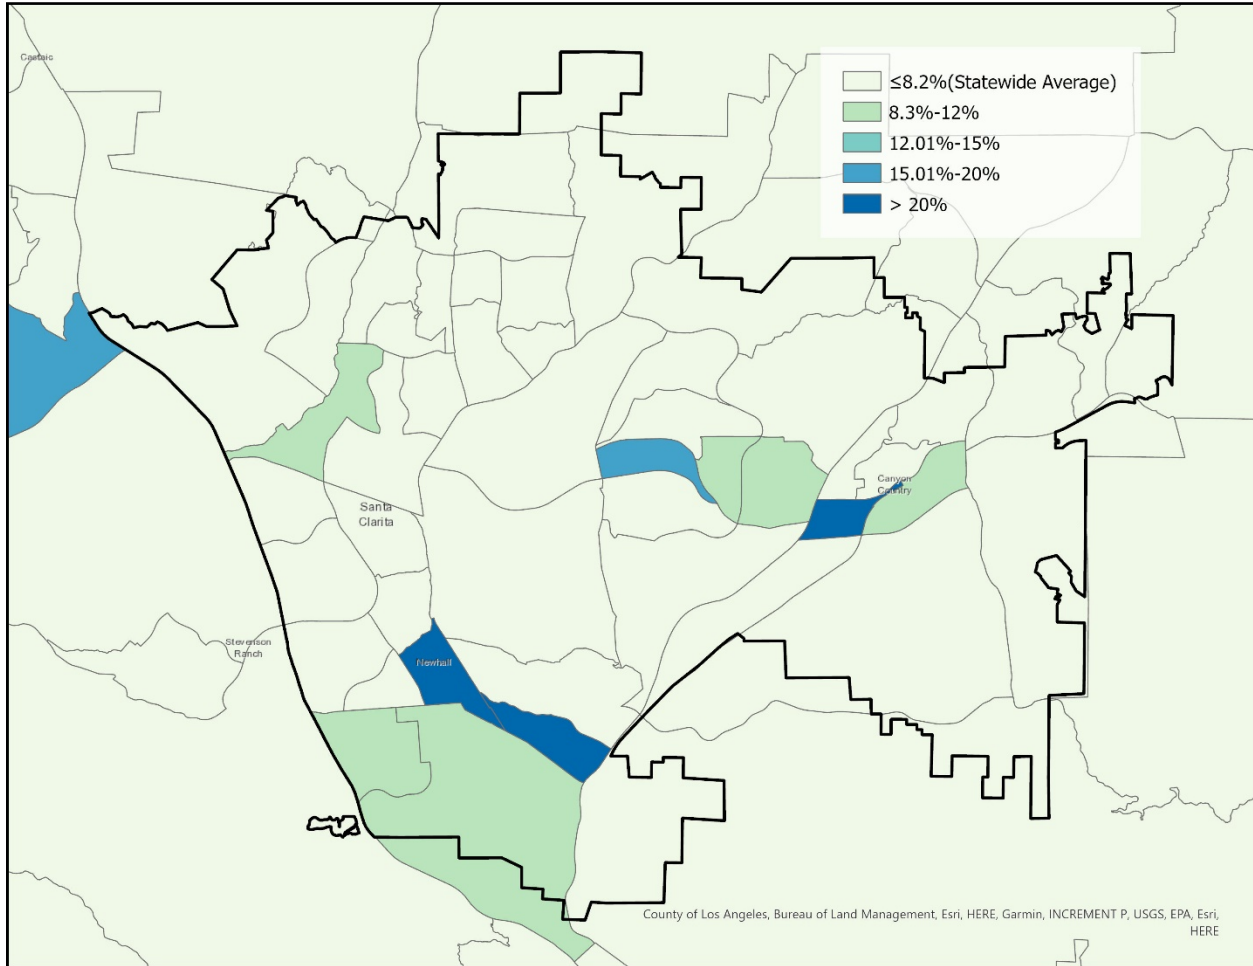 Castaic
≤8.2%(Statewide Average)
8.3%-12%
12.01%-15%
15.01%-20%
> 20%
Canyon
Country
Santa
Clarita
Stevenson
Ranch
Newhall
County of Los Angeles, Bureau of Land Management, Esri, HERE, Garmin, INCREMENT P, USGS, EPA, Esri,
HERE